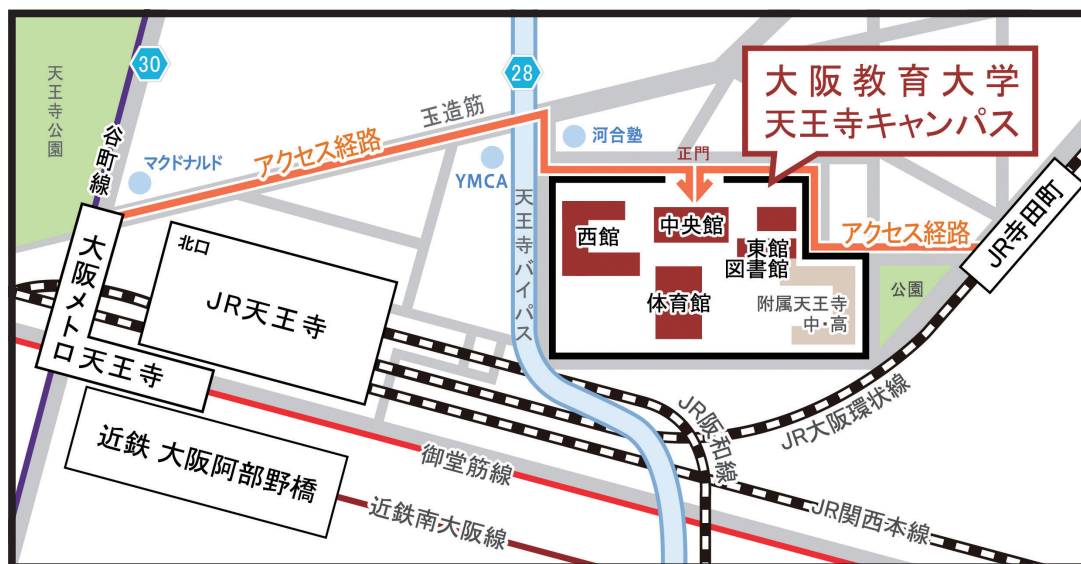 30
28
大阪教育大学
天王寺キャンパス
天王寺公園
谷町線
玉造筋
河合塾
マクドナルド
アクセス経路
YMCA
正門
西館
中央館
東館
図書館
体育館
附属天王寺
中・高
アクセス経路
公園
JR寺田町
北口
JR天王寺
大阪メトロ天王寺
天王寺バイパス
近鉄 大阪阿部野橋
御堂筋線
近鉄南大阪線
JR阪和線
JR大阪環状線
JR関西本線